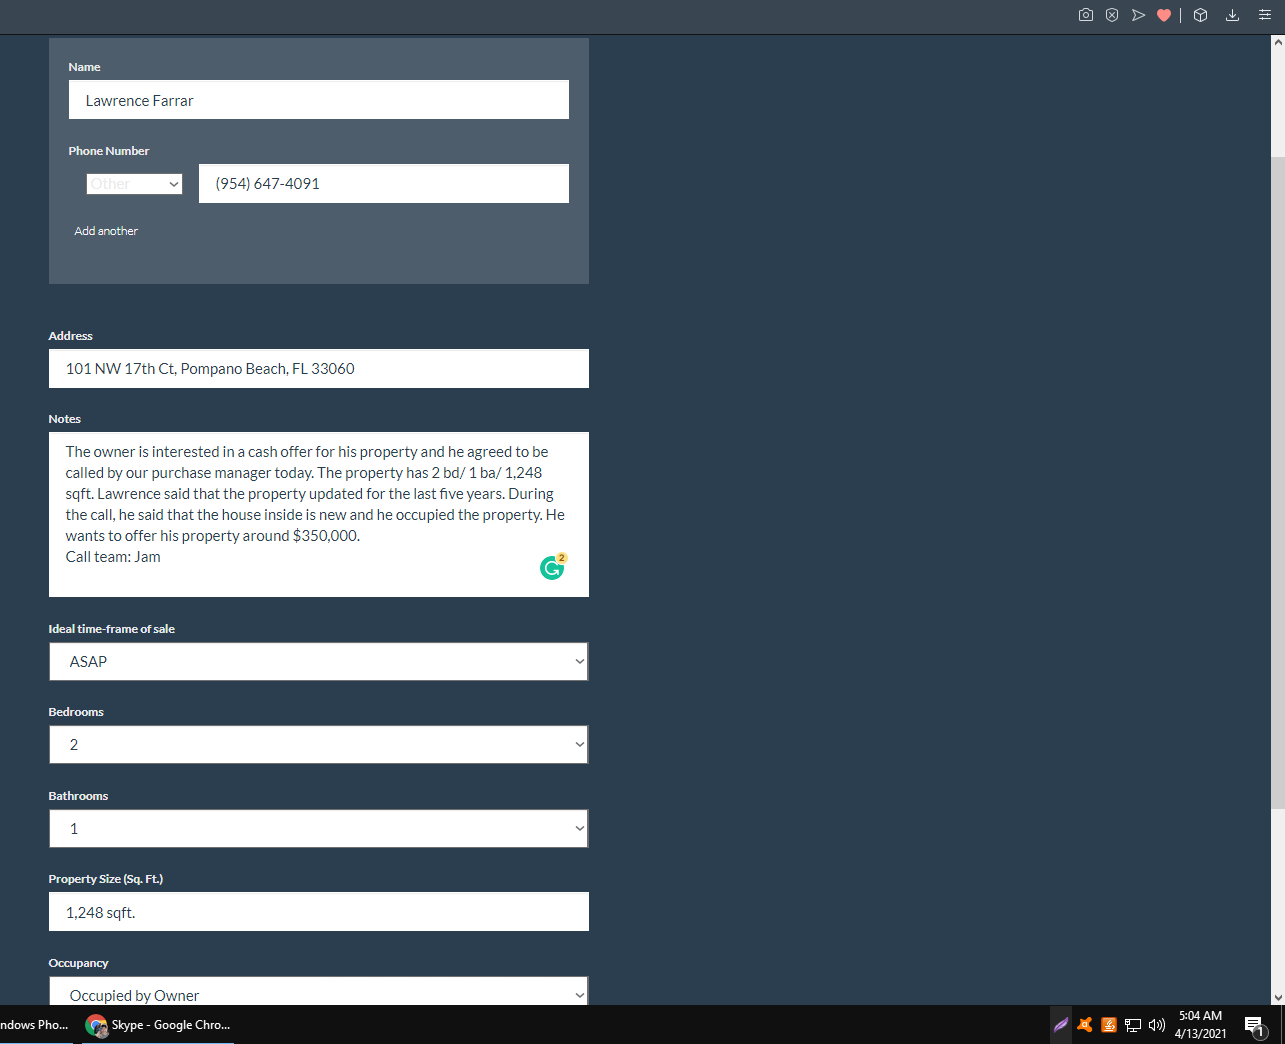 Name
Lawrence Farrar
Phone Number
Other
(954) 647-4091
Add another
Address
101 NW 17th Ct, Pompano Beach, FL 33060
Notes
The owner is interested in a cash offer for his property and he agreed to be
called by our purchase manager today. The property has 2 bd/ 1 ba/ 1,248
sqft. Lawrence said that the property updated for the last five years. During
the call, he said that the house inside is new and he occupied the property. He
wants to offer his property around $350,000.
Call team: Jam
2
Ideal time-frame of sale
ASAP
Bedrooms
2
Bathrooms
1
Property Size (Sq. Ft.)
1,248 sqft.
Occupancy
Occupied by Owner
ndows Pho...
Skype - Google Chro...
5:04 AM
4/13/2021
1